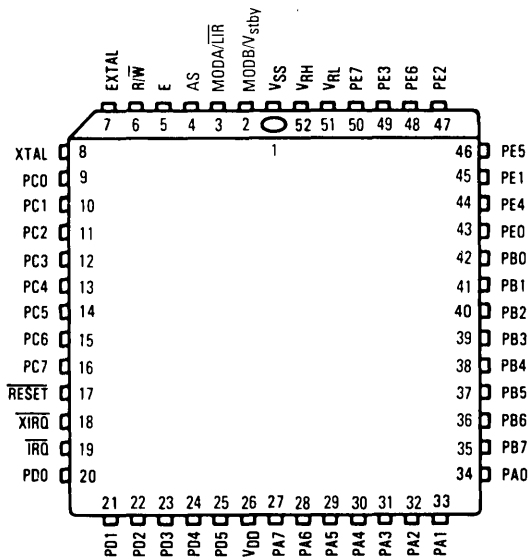 EXTAL R/W̅ E AS MODA/L̅I̅R̅ MODB/Vstby VSS VRH VRL PE7 PE3 PE6 PE2
7 6 5 4 3 2 52 51 50 49 48 47
1
XTAL 8 46 PE5
PC0 9 45 PE1
PC1 10 44 PE4
PC2 11 43 PE0
PC3 12 42 PB0
PC4 13 41 PB1
PC5 14 40 PB2
PC6 15 39 PB3
PC7 16 38 PB4
R̅E̅S̅E̅T̅ 17 37 PB5
X̅I̅R̅Q̅ 18 36 PB6
I̅R̅Q̅ 19 35 PB7
PD0 20 34 PA0
21 22 23 24 25 26 27 28 29 30 31 32 33
PD1 PD2 PD3 PD4 PD5 VDD PA7 PA6 PA5 PA4 PA3 PA2 PA1